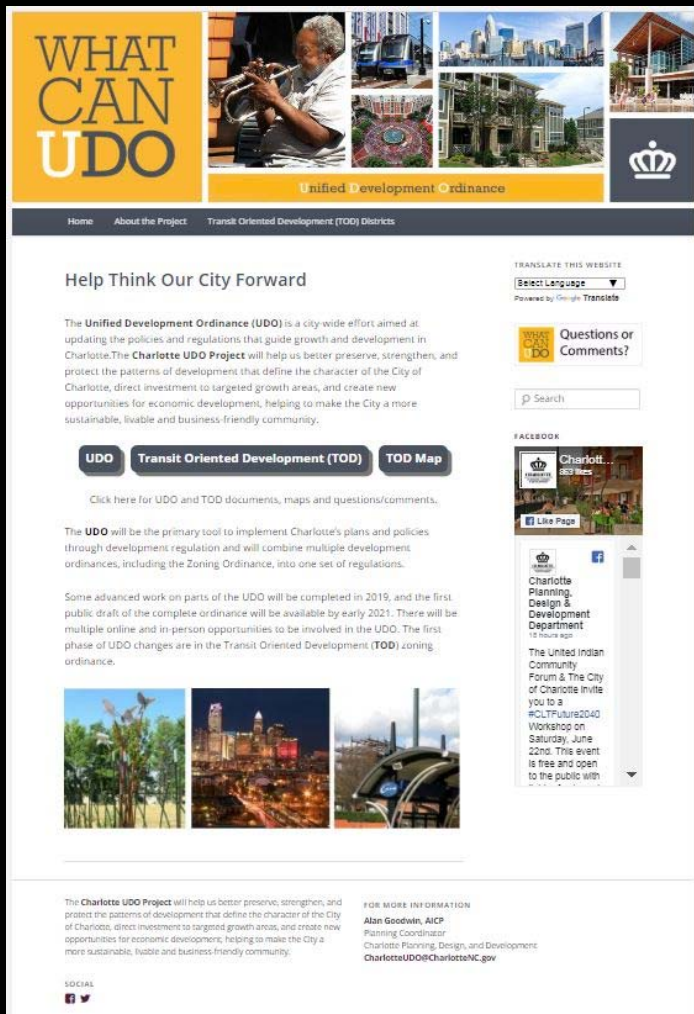 WHAT
CAN
UDO
Unified Development Ordinance
Home About the Project Transit Oriented Development (TOD) Districts
Help Think Our City Forward
The Unified Development Ordinance (UDO) is a city-wide effort aimed at
updating the policies and regulations that guide growth and development in
Charlotte.The Charlotte UDO Project will help us better preserve, strengthen, and
protect the patterns of development that define the character of the City of
Charlotte, direct investment to targeted growth areas, and create new
opportunities for economic development, helping to make the City a more
sustainable, livable and business-friendly community.
UDO Transit Oriented Development (TOD) TOD Map
Click here for UDO and TOD documents, maps and questions/comments.
The UDO will be the primary tool to implement Charlotte's plans and policies
through development regulation and will combine multiple development
ordinances, including the Zoning Ordinance, into one set of regulations.
Some advanced work on parts of the UDO will be completed in 2019, and the first
public draft of the complete ordinance will be available by early 2021. There will be
multiple online and in-person opportunities to be involved in the UDO. The first
phase of UDO changes are in the Transit Oriented Development (TOD) zoning
ordinance.
TRANSLATE THIS WEBSITE
Select Language
Powered by Google Translate
WHAT
CAN
UDO
Questions or
Comments?
Search
FACEBOOK
Charlott...
863 likes
Like Page
Charlotte
Planning,
Design &
Development
Department
18 hours ago
The United Indian
Community
Forum & The City
of Charlotte invite
you to a
#CLTFuture2040
Workshop on
Saturday, June
22nd. This event
is free and open
to the public with
The Charlotte UDO Project will help us better preserve, strengthen, and
protect the patterns of development that define the character of the City
of Charlotte, direct investment to targeted growth areas, and create new
opportunities for economic development, helping to make the City a
more sustainable, livable and business-friendly community.
FOR MORE INFORMATION
Alan Goodwin, AICP
Planning Coordinator
Charlotte Planning, Design, and Development
CharlotteUDO@CharlotteNC.gov
SOCIAL